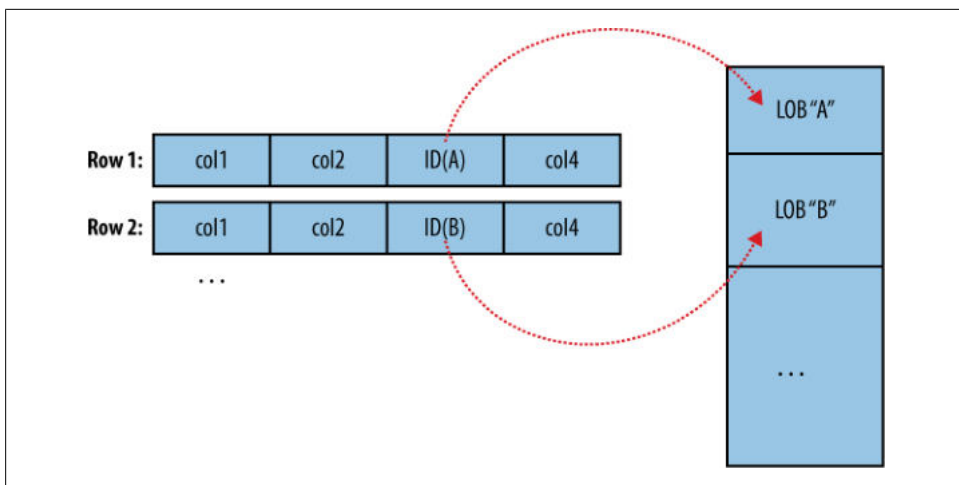 Row 1: col1 col2 ID(A) col4
Row 2: col1 col2 ID(B) col4
...
LOB "A"
LOB "B"
...